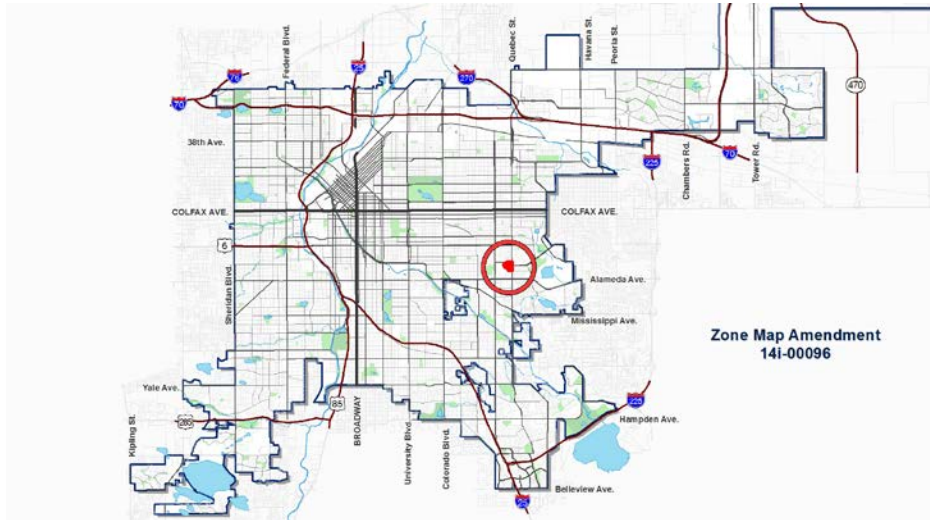 Federal Blvd.
25
Quebec St.
Havana St.
Peoria St.
70
270
470
70
38th Ave.
225
Chambers Rd.
70
Tower Rd.
COLFAX AVE.
COLFAX AVE.
6
Sheridan Blvd.
Alameda Ave.
Mississippi Ave.
Zone Map Amendment
14i-00096
Yale Ave.
85
BROADWAY
225
Hampden Ave.
Kipling St.
285
University Blvd.
Colorado Blvd.
Belleview Ave.
25